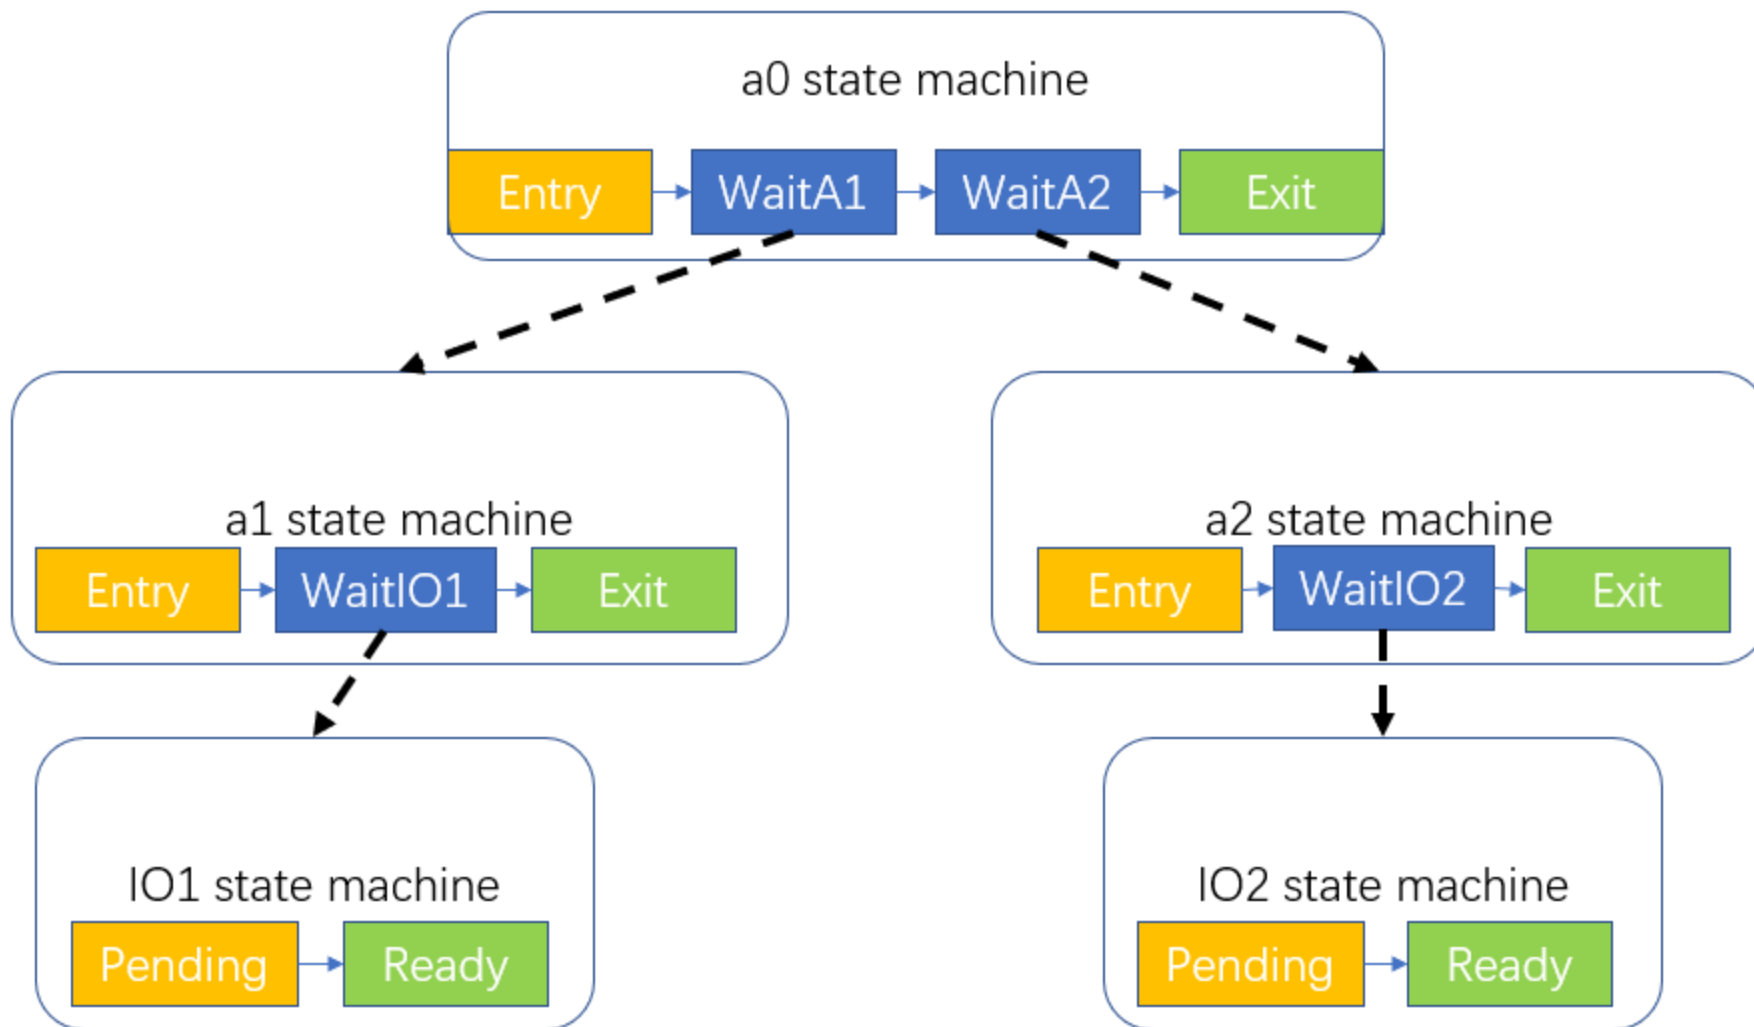 a0 state machine
Entry
WaitA1
WaitA2
Exit
a1 state machine
Entry
WaitIO1
Exit
a2 state machine
Entry
WaitIO2
Exit
IO1 state machine
Pending
Ready
IO2 state machine
Pending
Ready